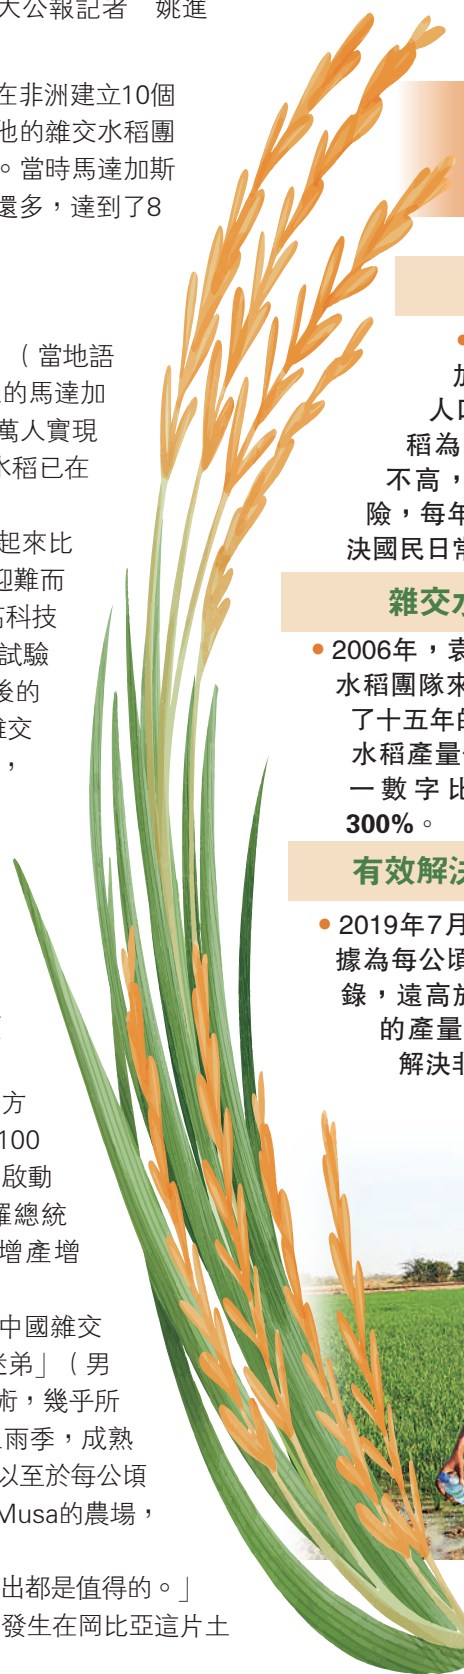 大公報記者 姚進
在非洲建立10個
他的雜交水稻團
。當時馬達加斯
還多，達到了8
（當地語
的馬達加
萬人實現
水稻已在
起來比
迎難而
高科技
試驗
後的
雜交
，
方
100
啟動
羅總統
增產增
中國雜交
迷弟」（男
術，幾乎所
雨季，成熟
以至於每公頃
Musa的農場，
出都是值得的。」
發生在岡比亞這片土
加
人口
稻為
不高，
險，每年
決國民日常
雜交水
• 2006年，袁
水稻團隊來
了十五年的
水稻產量
一數字比
300%。
有效解決
• 2019年7月
據為每公頃
錄，遠高於
的產量
解決非